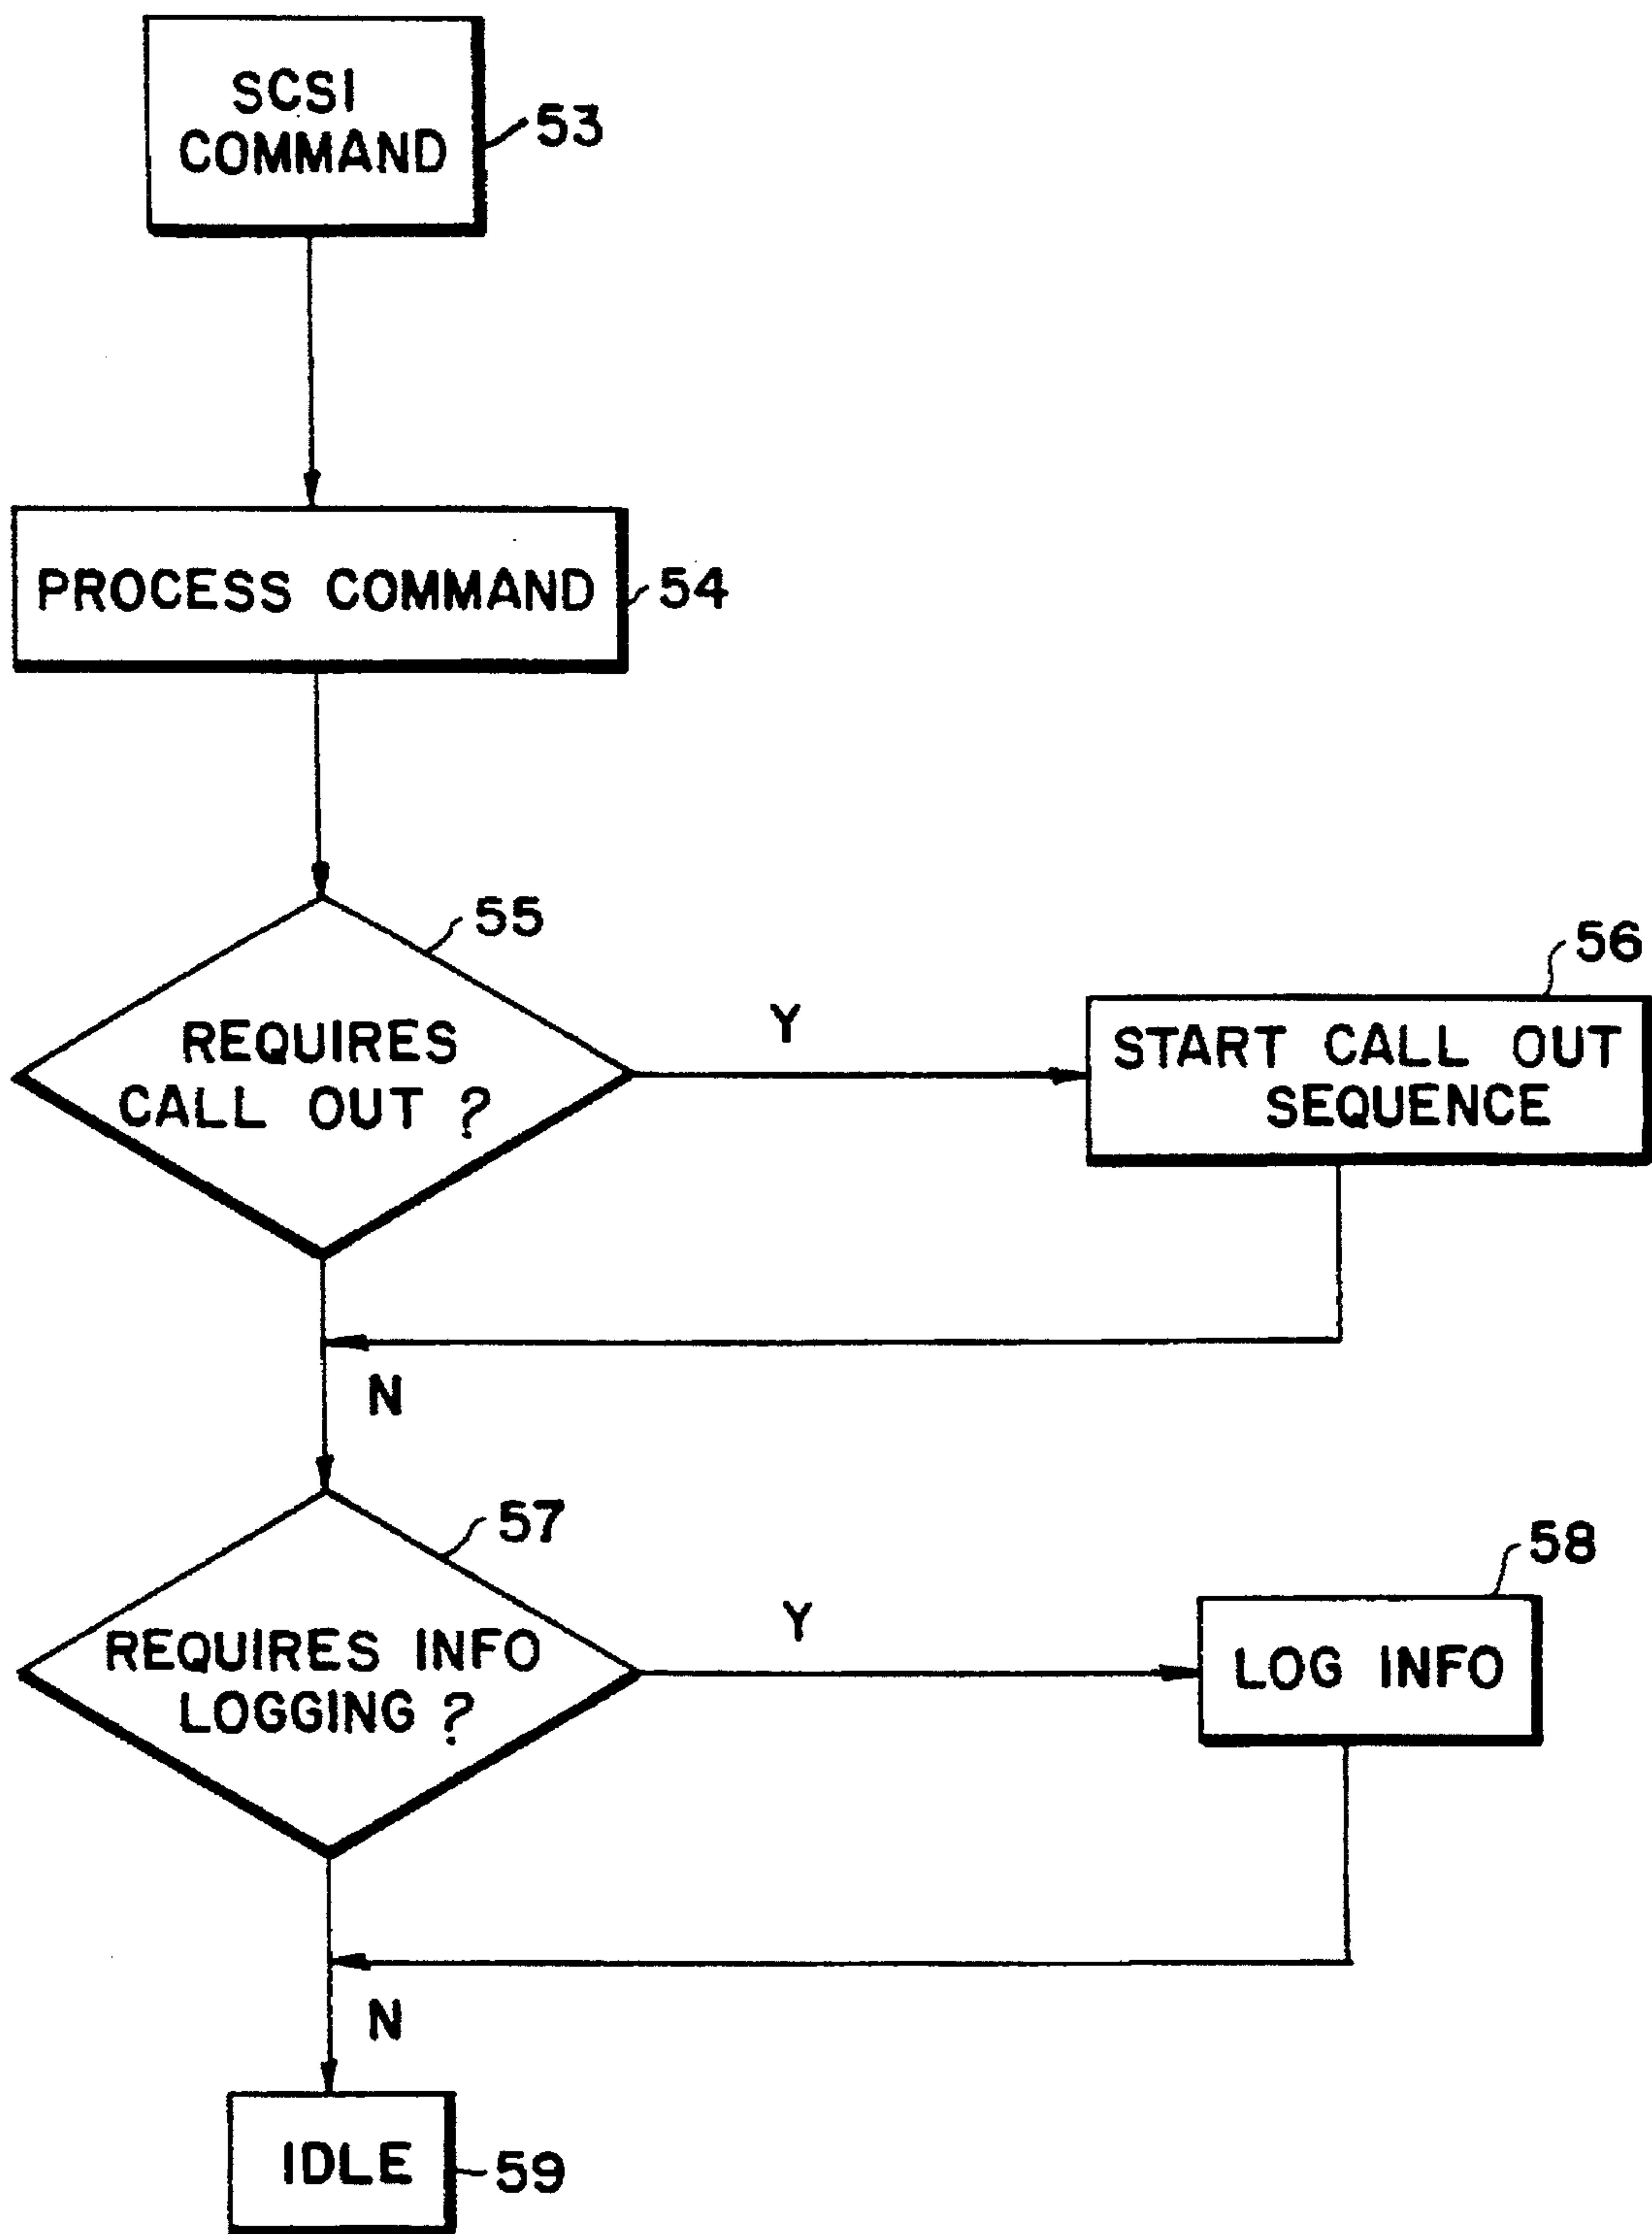 SCSI
COMMAND
53
PROCESS COMMAND
54
55
REQUIRES
CALL OUT ?
Y
56
START CALL OUT
SEQUENCE
N
57
REQUIRES INFO
LOGGING ?
Y
58
LOG INFO
N
IDLE
59